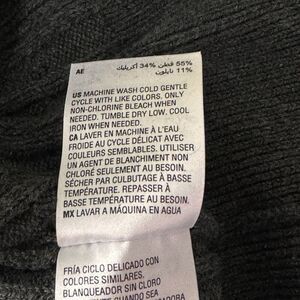 AE 55% قطن 34% أكريليك
11% نايلون
US MACHINE WASH COLD GENTLE
CYCLE WITH LIKE COLORS. ONLY
NON-CHLORINE BLEACH WHEN
NEEDED. TUMBLE DRY LOW. COOL
IRON WHEN NEEDED.
CA LAVER EN MACHINE À L'EAU
FROIDE AU CYCLE DÉLICAT AVEC
COULEURS SEMBLABLES. UTILISER
UN AGENT DE BLANCHIMENT NON
CHLORÉ SEULEMENT AU BESOIN.
SÉCHER PAR CULBUTAGE À BASSE
TEMPÉRATURE. REPASSER À
BASSE TEMPÉRATURE AU BESOIN.
MX LAVAR A MÁQUINA EN AGUA
FRÍA CICLO DELICADO CON
COLORES SIMILARES.
BLANQUEADOR SIN CLORO
CUANDO SEA